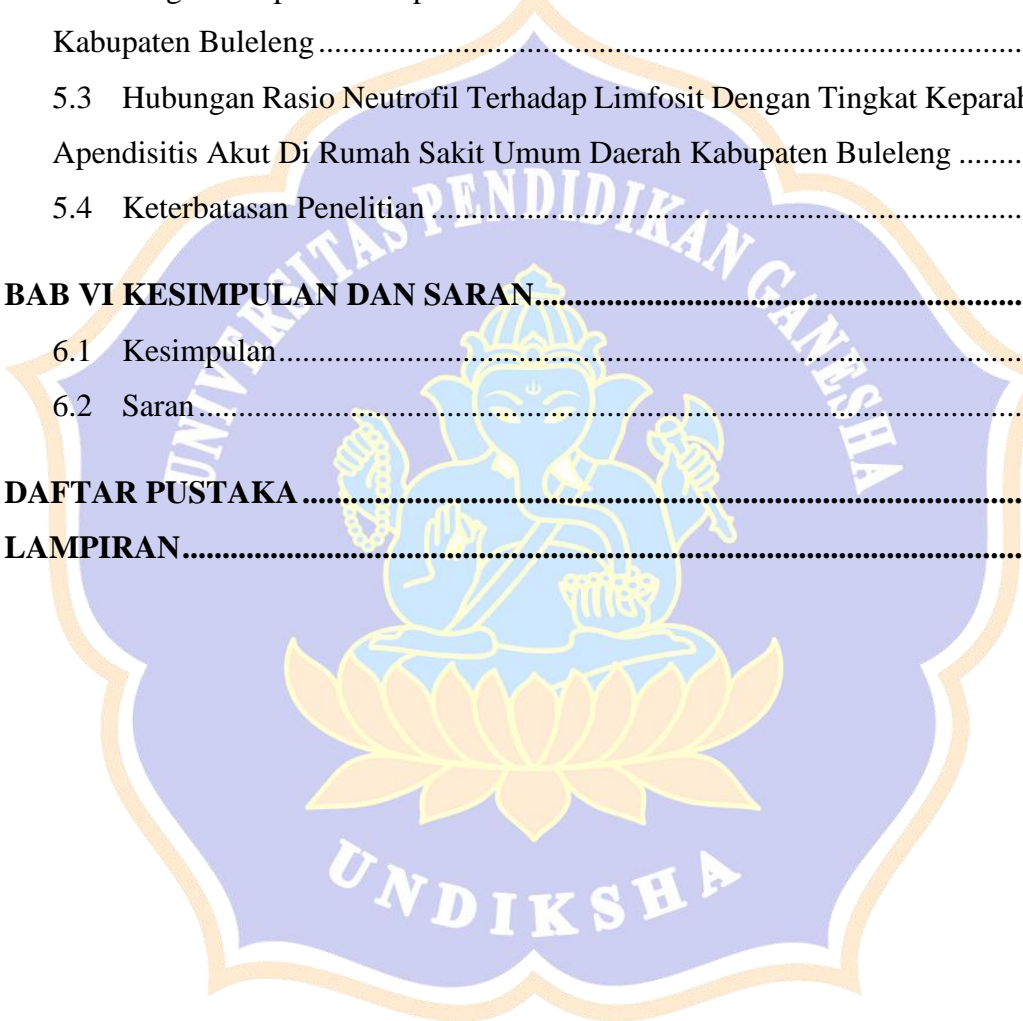 Kabupaten Buleleng ........................................................................................
5.3 Hubungan Rasio Neutrofil Terhadap Limfosit Dengan Tingkat Keparah
Apendisitis Akut Di Rumah Sakit Umum Daerah Kabupaten Buleleng ........
5.4 Keterbatasan Penelitian ..........................................................................
BAB VI KESIMPULAN DAN SARAN.............................................................
6.1 Kesimpulan..............................................................................................
6.2 Saran ........................................................................................................
DAFTAR PUSTAKA ..........................................................................................
LAMPIRAN..........................................................................................................
UNIVERSITAS PENDIDIKAN GANESHA
UNDIKSHA